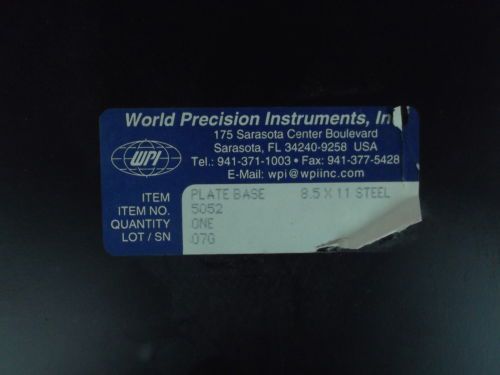 World Precision Instruments, In
175 Sarasota Center Boulevard
Sarasota, FL 34240-9258 USA
Tel.: 941-371-1003 • Fax: 941-377-5428
E-Mail: wpi@wpiinc.com
WPI
ITEM PLATE BASE 8.5 X 11 STEEL
ITEM NO. 5052
QUANTITY ONE
LOT / SN 07G